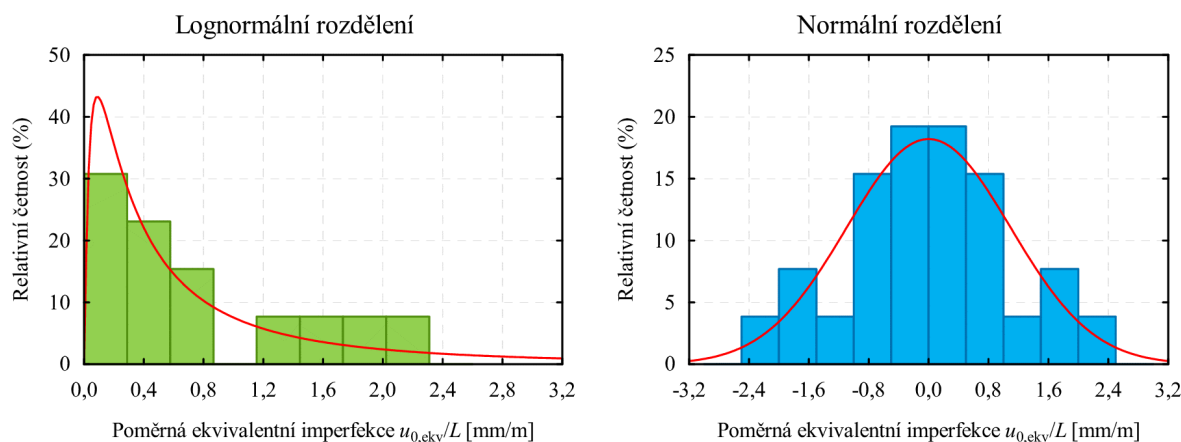 Lognormální rozdělení
Relativní četnost (%)
50
40
30
20
10
0
0,0 0,4 0,8 1,2 1,6 2,0 2,4 2,8 3,2
Poměrná ekvivalentní imperfekce u0,ekv/L [mm/m]
Normální rozdělení
Relativní četnost (%)
25
20
15
10
5
0
-3,2 -2,4 -1,6 -0,8 0,0 0,8 1,6 2,4 3,2
Poměrná ekvivalentní imperfekce u0,ekv/L [mm/m]